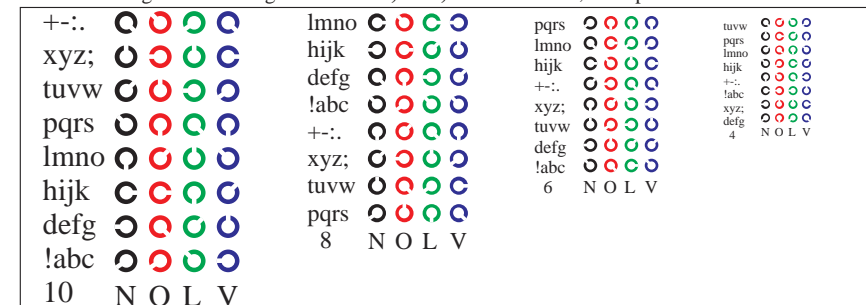 +-:.
xyz;
tuvw
pqrs
lmno
hijk
defg
!abc
10 N O L V
lmno
hijk
defg
!abc
+-:.
xyz;
tuvw
pqrs
8 N O L V
pqrs
lmno
hijk
+-:.
xyz;
tuvw
defg
!abc
6 N O L V
tuvw
pqrs
lmno
hijk
+-:.
!abc
xyz;
defg
4 N O L V